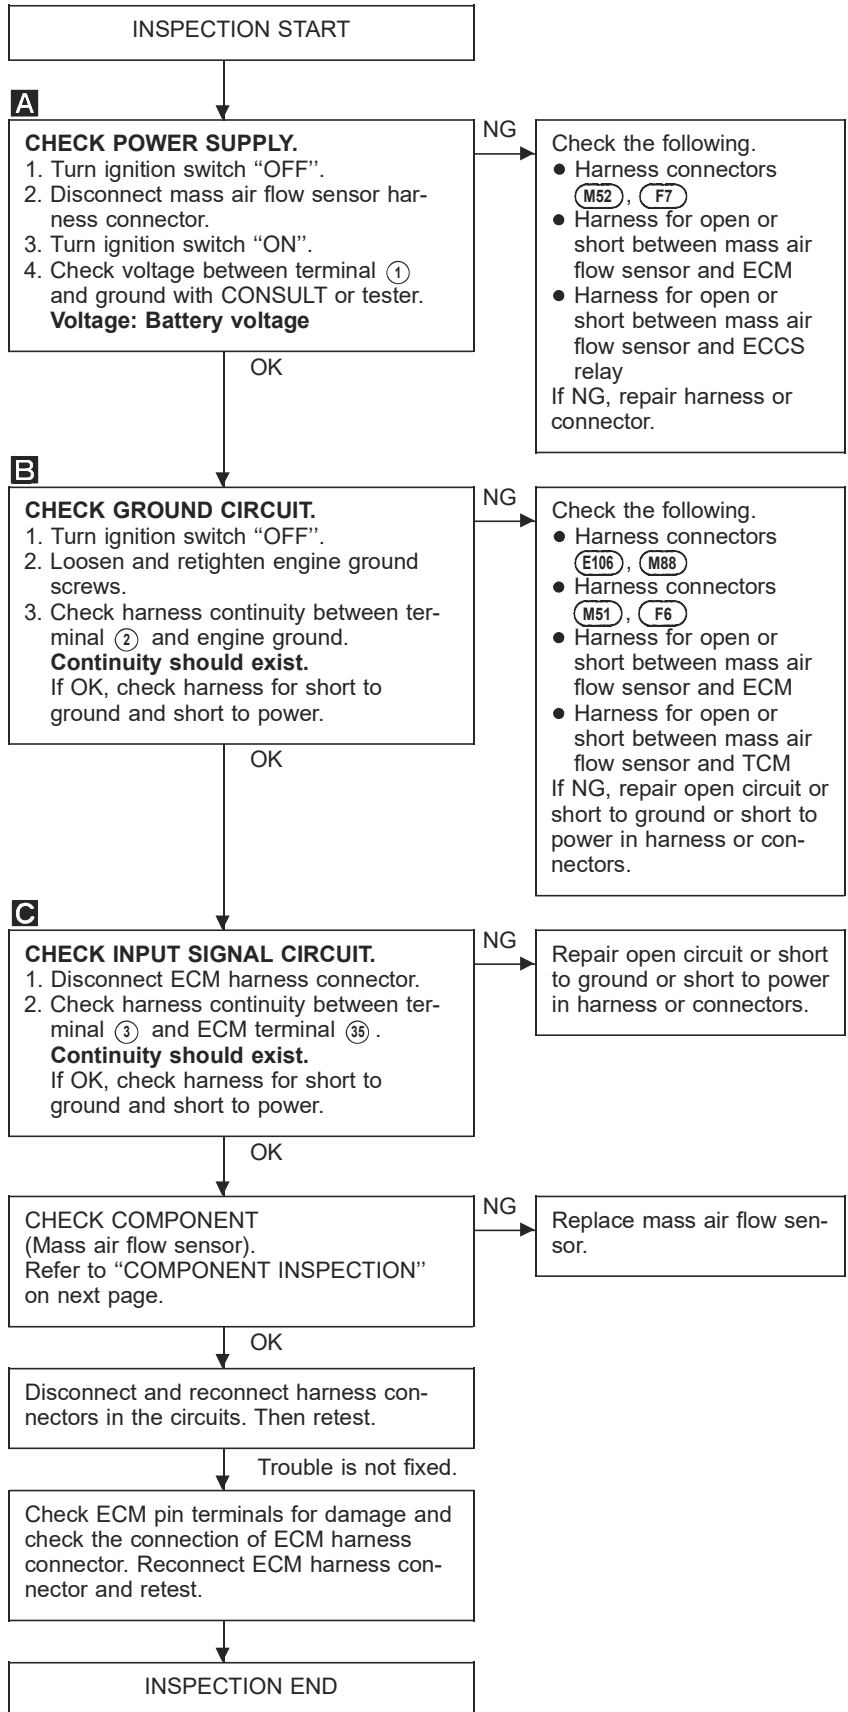 INSPECTION START
A
CHECK POWER SUPPLY.
1. Turn ignition switch “OFF’’.
2. Disconnect mass air flow sensor har-
ness connector.
3. Turn ignition switch ‘‘ON’’.
4. Check voltage between terminal ①
and ground with CONSULT or tester.
Voltage: Battery voltage
NG
Check the following.
● Harness connectors
M52, F7
● Harness for open or
short between mass air
flow sensor and ECM
● Harness for open or
short between mass air
flow sensor and ECCS
relay
If NG, repair harness or
connector.
OK
B
CHECK GROUND CIRCUIT.
1. Turn ignition switch “OFF’’.
2. Loosen and retighten engine ground
screws.
3. Check harness continuity between ter-
minal ② and engine ground.
Continuity should exist.
If OK, check harness for short to
ground and short to power.
NG
Check the following.
● Harness connectors
E106, M88
● Harness connectors
M51, F6
● Harness for open or
short between mass air
flow sensor and ECM
● Harness for open or
short between mass air
flow sensor and TCM
If NG, repair open circuit or
short to ground or short to
power in harness or con-
nectors.
OK
C
CHECK INPUT SIGNAL CIRCUIT.
1. Disconnect ECM harness connector.
2. Check harness continuity between ter-
minal ③ and ECM terminal ㉟ .
Continuity should exist.
If OK, check harness for short to
ground and short to power.
NG
Repair open circuit or short
to ground or short to power
in harness or connectors.
OK
CHECK COMPONENT
(Mass air flow sensor).
Refer to “COMPONENT INSPECTION’’
on next page.
NG
Replace mass air flow sen-
sor.
OK
Disconnect and reconnect harness con-
nectors in the circuits. Then retest.
Trouble is not fixed.
Check ECM pin terminals for damage and
check the connection of ECM harness
connector. Reconnect ECM harness con-
nector and retest.
INSPECTION END